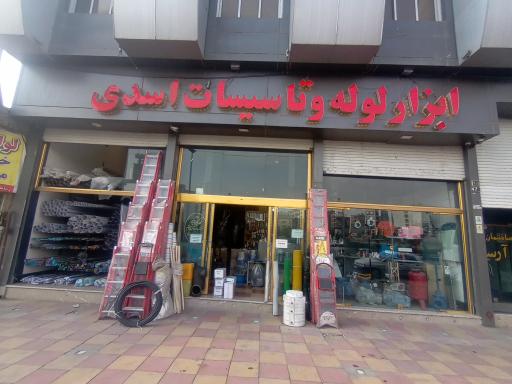 ابزار لوله و تاسیسات اسدی